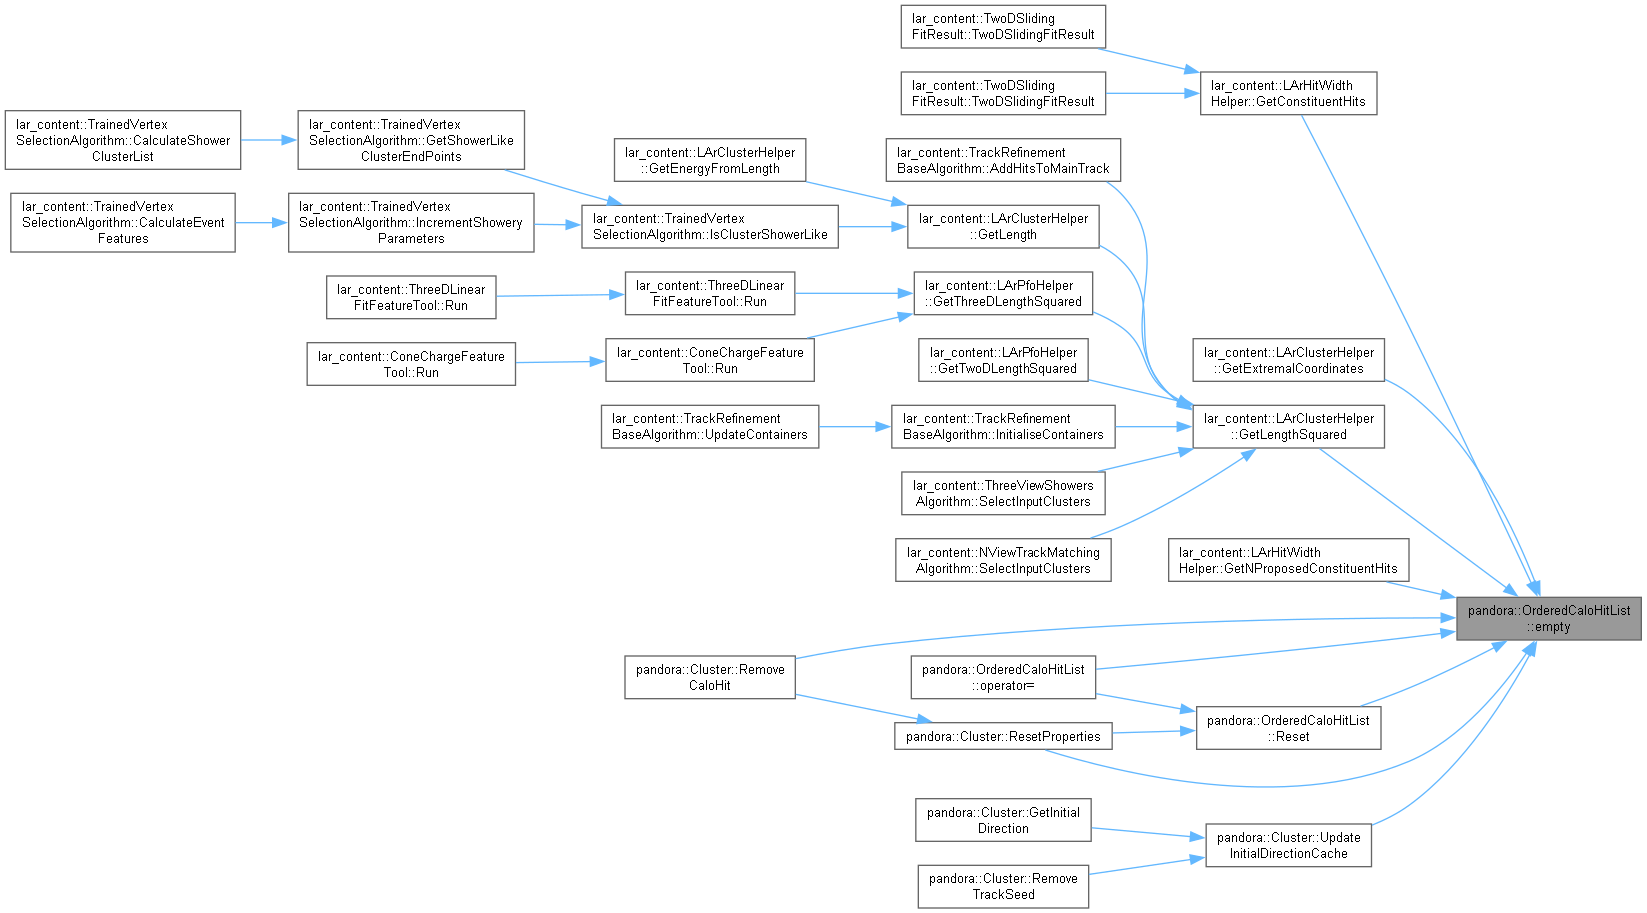 lar_content::TwoDSliding
FitResult::TwoDSlidingFitResult
lar_content::TwoDSliding
FitResult::TwoDSlidingFitResult
lar_content::LArHitWidth
Helper::GetConstituentHits
lar_content::TrainedVertex
SelectionAlgorithm::CalculateShower
ClusterList
lar_content::TrainedVertex
SelectionAlgorithm::GetShowerLike
ClusterEndPoints
lar_content::LArClusterHelper
::GetEnergyFromLength
lar_content::TrackRefinement
BaseAlgorithm::AddHitsToMainTrack
lar_content::TrainedVertex
SelectionAlgorithm::CalculateEvent
Features
lar_content::TrainedVertex
SelectionAlgorithm::IncrementShowery
Parameters
lar_content::TrainedVertex
SelectionAlgorithm::IsClusterShowerLike
lar_content::LArClusterHelper
::GetLength
lar_content::ThreeDLinear
FitFeatureTool::Run
lar_content::ThreeDLinear
FitFeatureTool::Run
lar_content::LArPfoHelper
::GetThreeDLengthSquared
lar_content::ConeChargeFeature
Tool::Run
lar_content::ConeChargeFeature
Tool::Run
lar_content::LArPfoHelper
::GetTwoDLengthSquared
lar_content::LArClusterHelper
::GetExtremalCoordinates
lar_content::TrackRefinement
BaseAlgorithm::UpdateContainers
lar_content::TrackRefinement
BaseAlgorithm::InitialiseContainers
lar_content::LArClusterHelper
::GetLengthSquared
lar_content::ThreeViewShowers
Algorithm::SelectInputClusters
lar_content::NViewTrackMatching
Algorithm::SelectInputClusters
lar_content::LArHitWidth
Helper::GetNProposedConstituentHits
pandora::OrderedCaloHitList
::empty
pandora::Cluster::Remove
CaloHit
pandora::OrderedCaloHitList
::operator=
pandora::Cluster::ResetProperties
pandora::OrderedCaloHitList
::Reset
pandora::Cluster::GetInitial
Direction
pandora::Cluster::Update
InitialDirectionCache
pandora::Cluster::Remove
TrackSeed